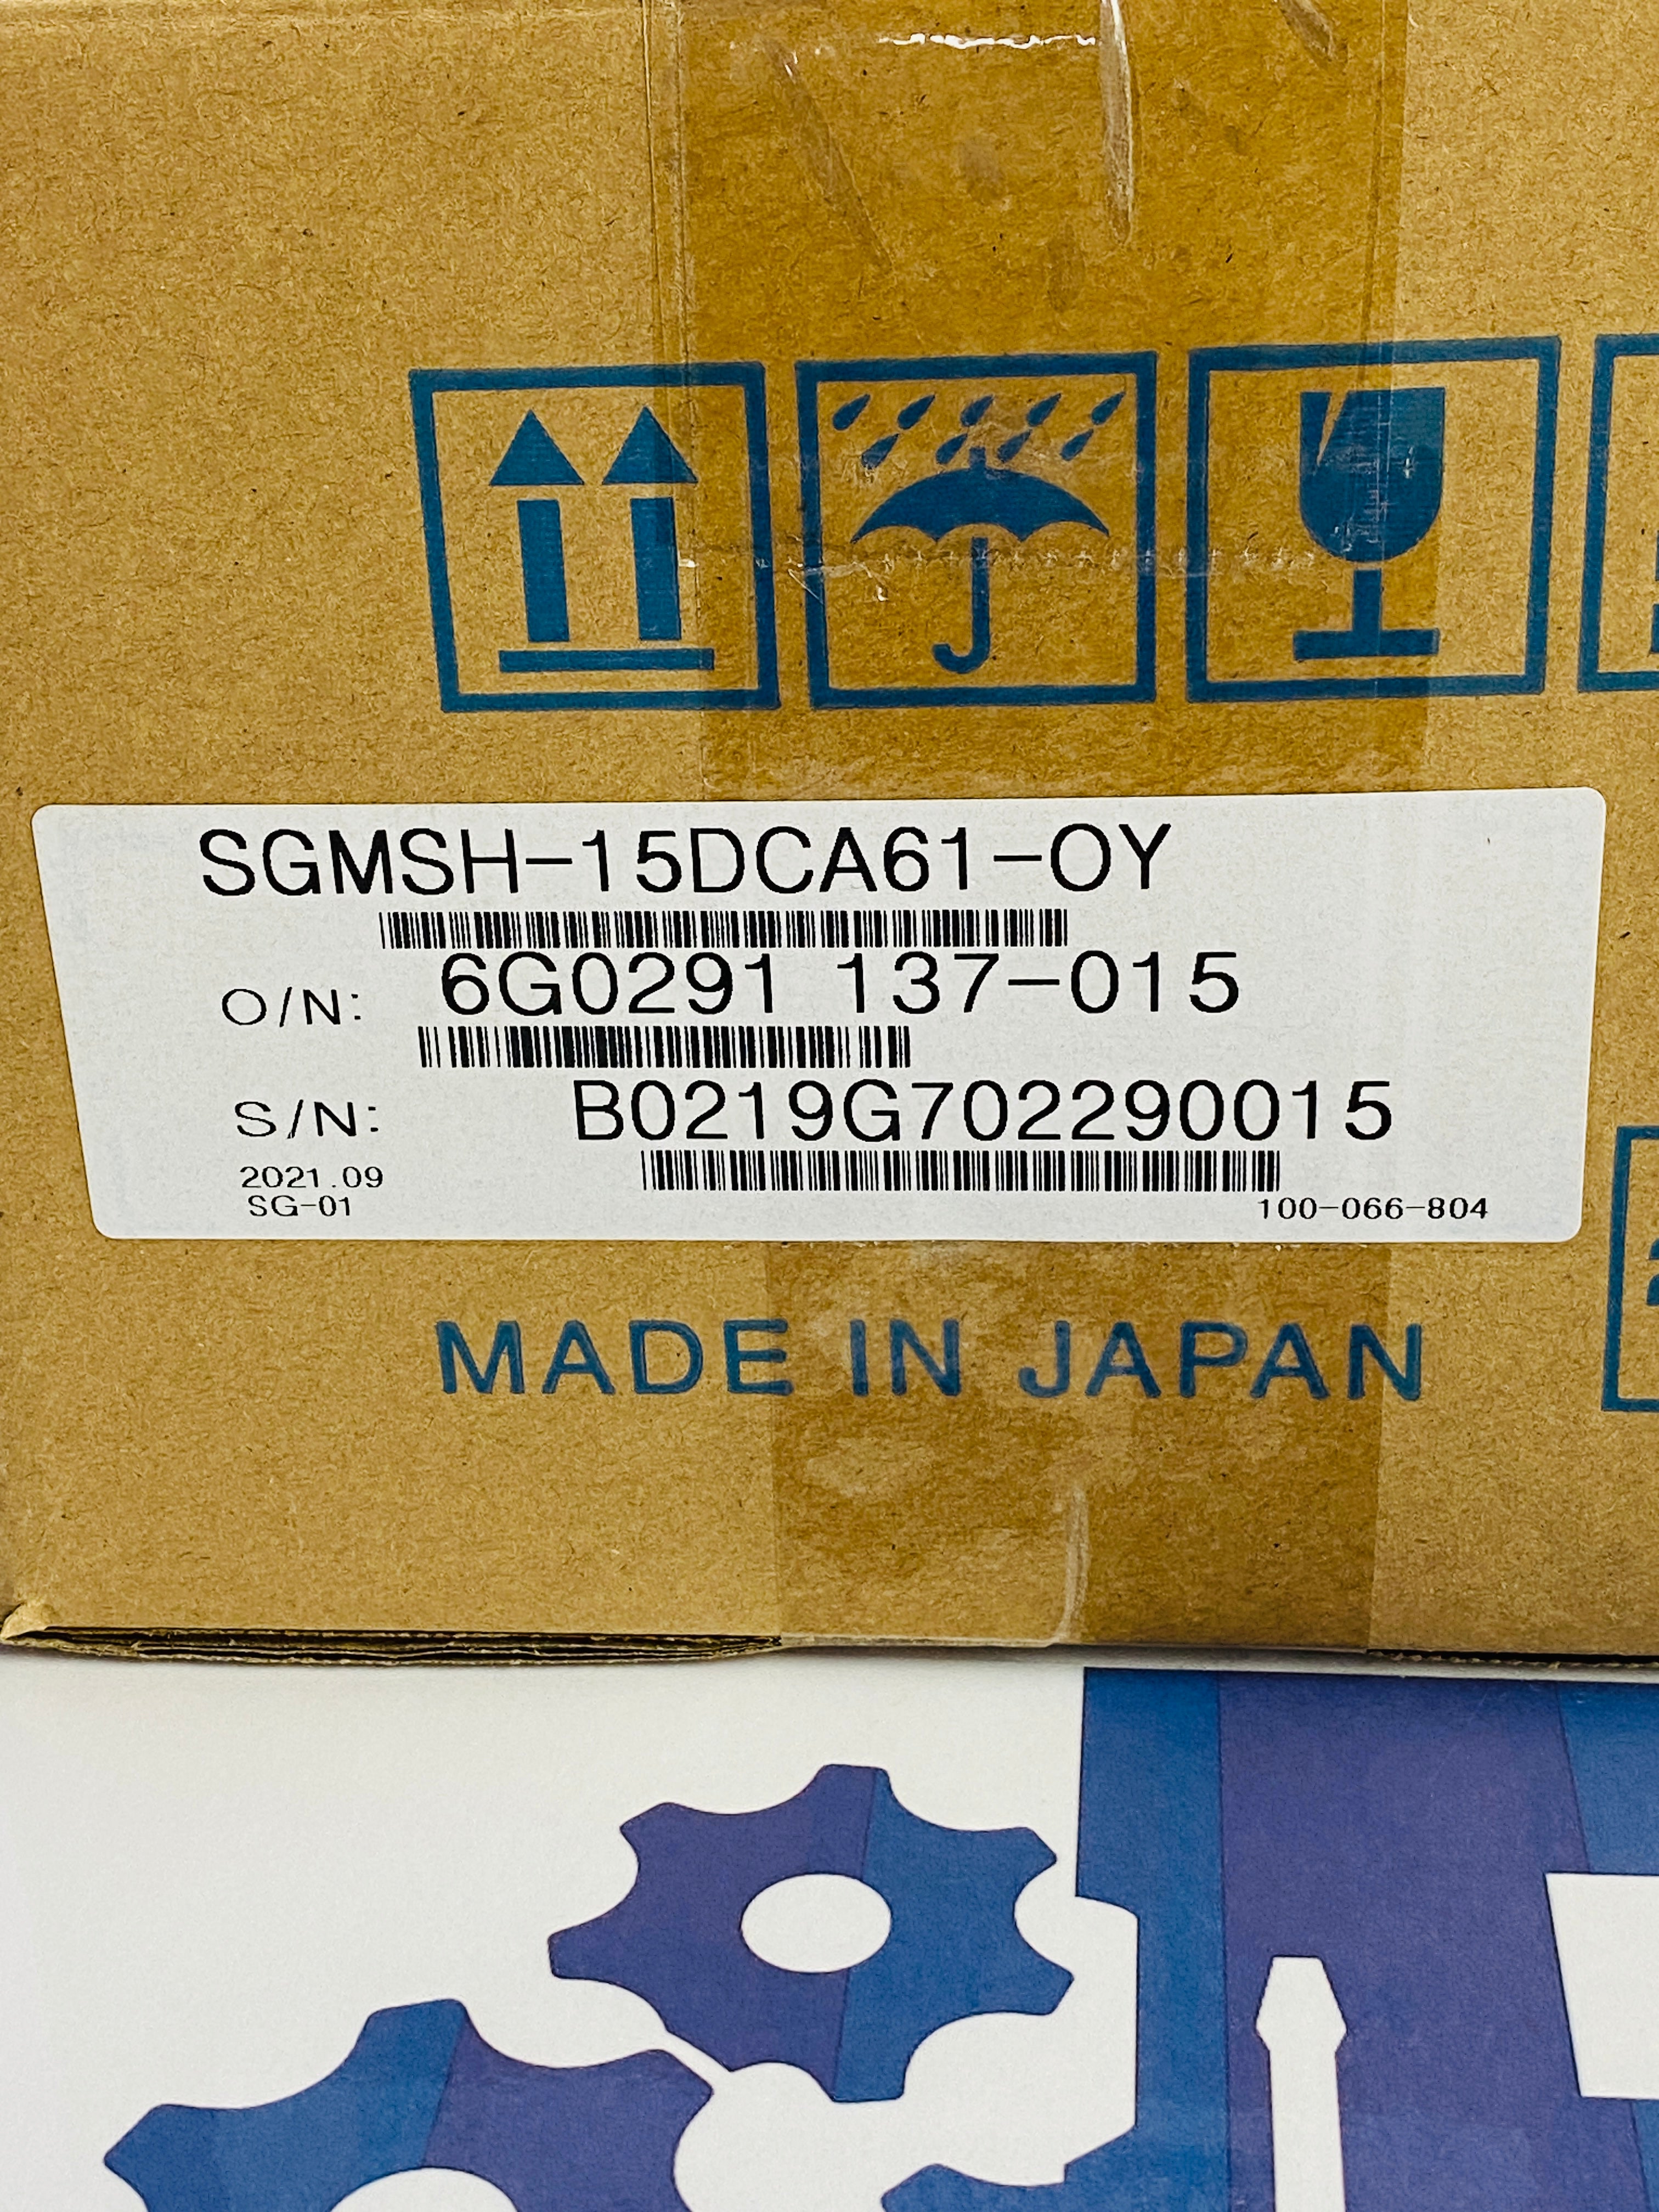 SGMSH-15DCA61-OY
O/N: 6G0291 137-015
S/N: B0219G702290015
2021.09
SG-01
100-066-804
MADE IN JAPAN